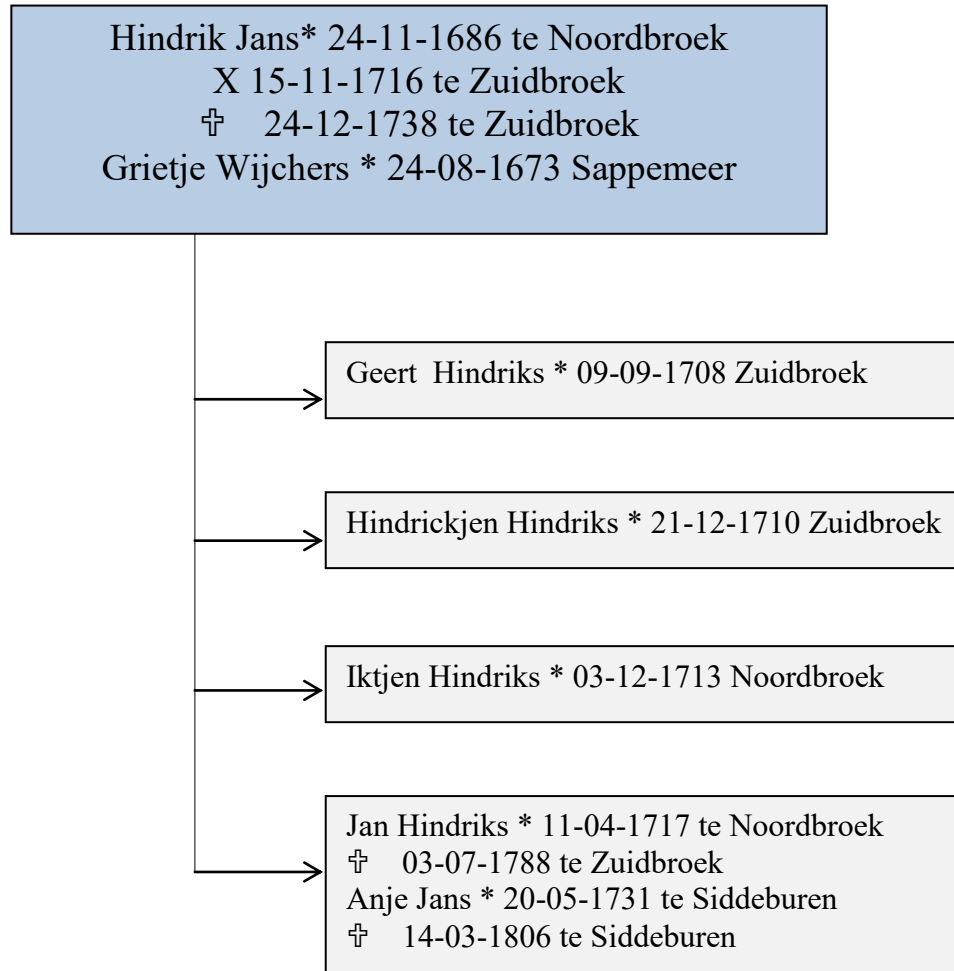 Hindrik Jans* 24-11-1686 te Noordbroek
X 15-11-1716 te Zuidbroek
✞ 24-12-1738 te Zuidbroek
Grietje Wijchers * 24-08-1673 Sappemeer
Geert  Hindriks * 09-09-1708 Zuidbroek
Hindrickjen Hindriks * 21-12-1710 Zuidbroek
Iktjen Hindriks * 03-12-1713 Noordbroek
Jan Hindriks * 11-04-1717 te Noordbroek
✞ 03-07-1788 te Zuidbroek
Anje Jans * 20-05-1731 te Siddeburen
✞ 14-03-1806 te Siddeburen